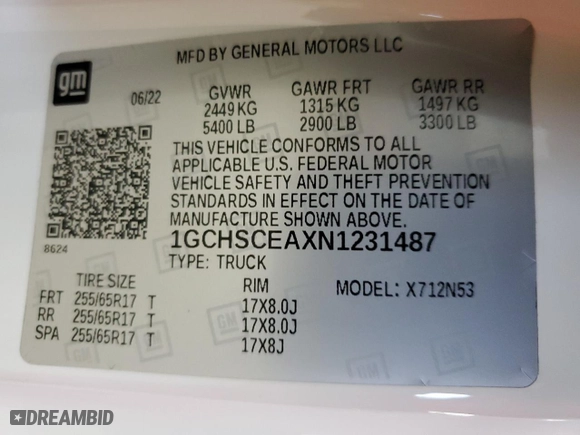 MFD BY GENERAL MOTORS LLC
gm
06/22
GVWR GAWR FRT GAWR RR
2449 KG 1315 KG 1497 KG
5400 LB 2900 LB 3300 LB
THIS VEHICLE CONFORMS TO ALL
APPLICABLE U.S. FEDERAL MOTOR
VEHICLE SAFETY AND THEFT PREVENTION
STANDARDS IN EFFECT ON THE DATE OF
MANUFACTURE SHOWN ABOVE.
8624
1GCHSCEAXN1231487
TYPE: TRUCK
TIRE SIZE RIM MODEL: X712N53
FRT 255/65R17 T 17X8.0J
RR 255/65R17 T 17X8.0J
SPA 255/65R17 T 17X8J
DREAMBID